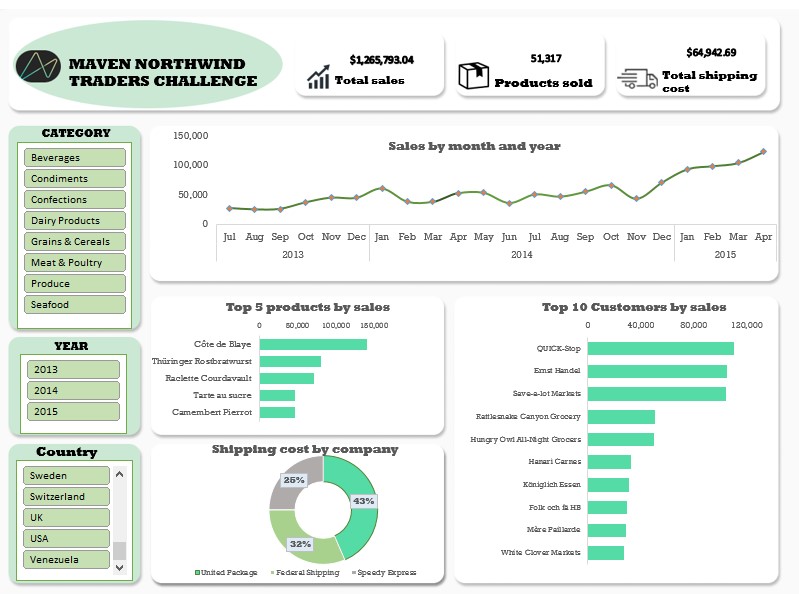 MAVEN NORTHWIND
TRADERS CHALLENGE
$1,265,793.04
Total sales
51,317
Products sold
$64,942.69
Total shipping
cost
CATEGORY
Beverages
Condiments
Confections
Dairy Products
Grains & Cereals
Meat & Poultry
Produce
Seafood
YEAR
2013
2014
2015
Country
Sweden
Switzerland
UK
USA
Venezuela
Sales by month and year
150,000
100,000
50,000
0
Jul Aug Sep Oct Nov Dec Jan Feb Mar Apr May Jun Jul Aug Sep Oct Nov Dec Jan Feb Mar Apr
2013 2014 2015
Top 5 products by sales
0 50,000 100,000 150,000
Côte de Blaye
Thüringer Rostbratwurst
Raclette Courdavault
Tarte au sucre
Camembert Pierrot
Shipping cost by company
25%
43%
32%
United Package Federal Shipping Speedy Express
Top 10 Customers by sales
0 40,000 80,000 120,000
QUICK-Stop
Ernst Handel
Save-a-lot Markets
Rattlesnake Canyon Grocery
Hungry Owl All-Night Grocers
Hanari Carnes
Königlich Essen
Folk och fä HB
Mère Paillarde
White Clover Markets